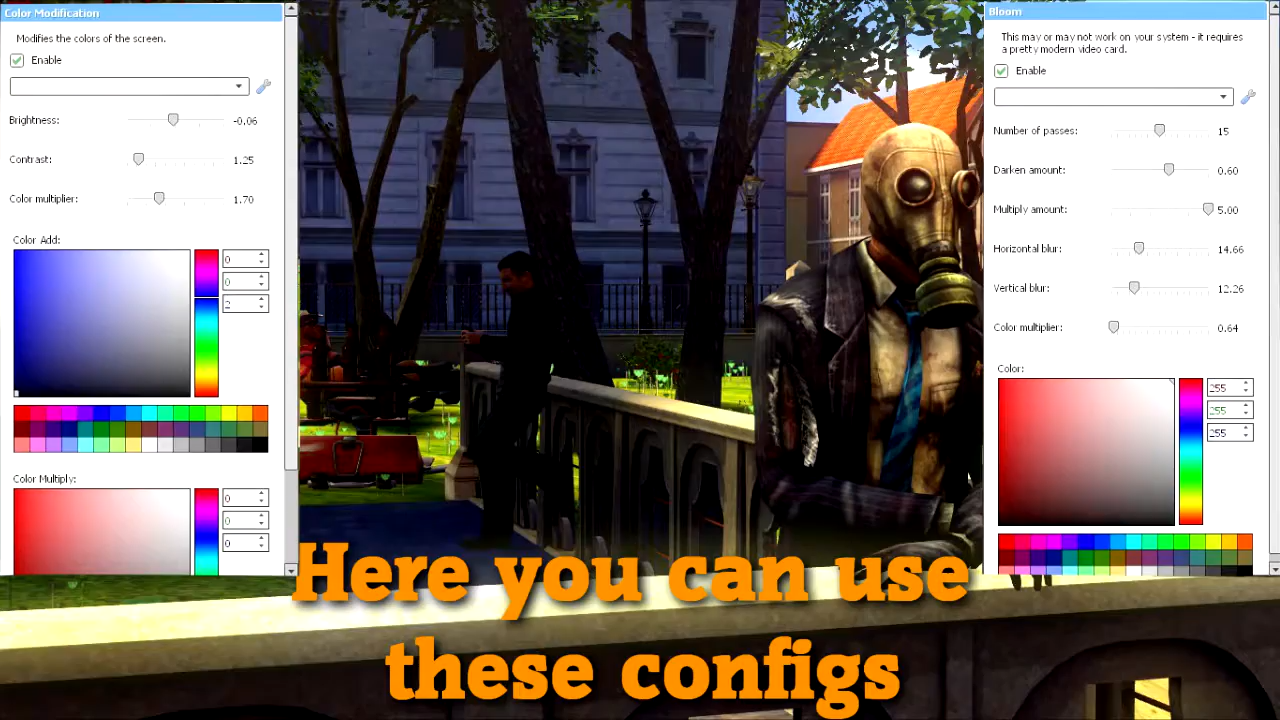 Color Modification
Modifies the colors of the screen.
Enable
Brightness: -0.06
Contrast: 1.25
Color multiplier: 1.70
Color Add:
0
0
2
Color Multiply:
0
0
0
Bloom
This may or may not work on your system - it requires
a pretty modern video card.
Enable
Number of passes: 15
Darken amount: 0.60
Multiply amount: 5.00
Horizontal blur: 14.66
Vertical blur: 12.26
Color multiplier: 0.64
Color:
255
255
255
Here you can use
these configs